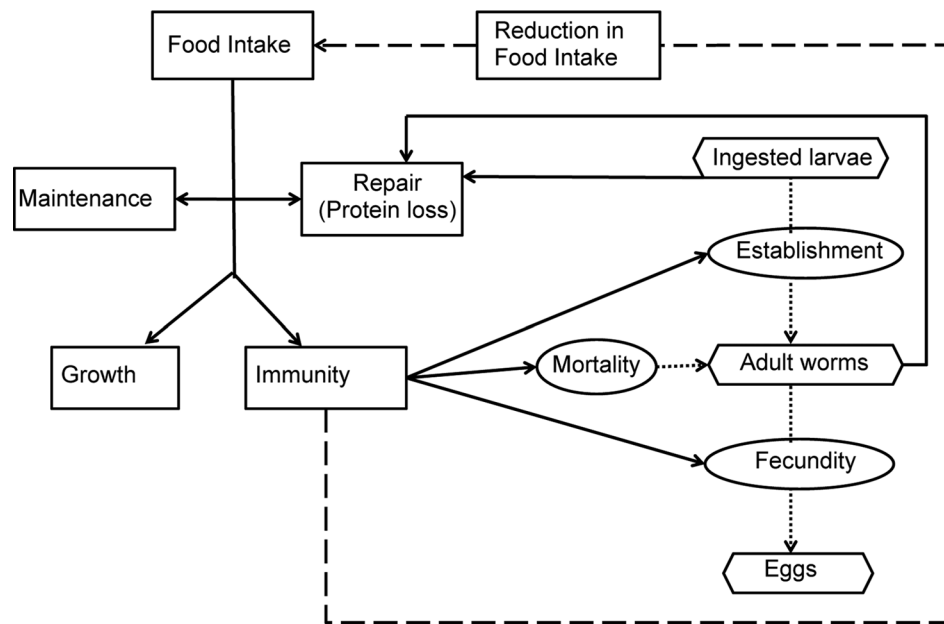 Food Intake
Reduction in
Food Intake
Ingested larvae
Maintenance
Repair
(Protein loss)
Establishment
Growth
Immunity
Mortality
Adult worms
Fecundity
Eggs